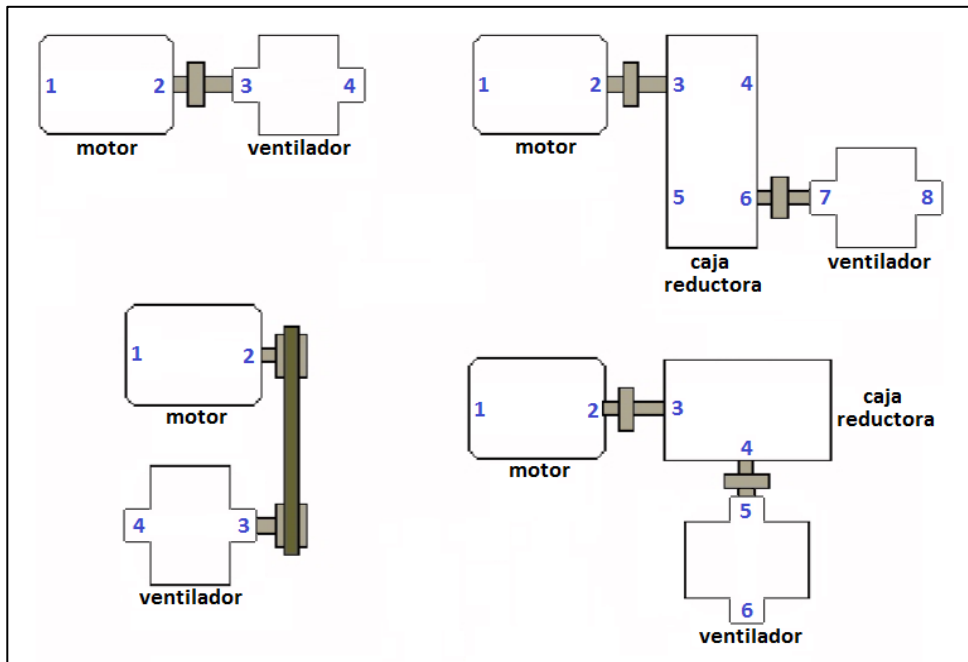 1 2 3 4
motor ventilador
1 2 3 4
motor
5 6 7 8
caja
reductora ventilador
1 2
motor
4 3
ventilador
1 2 3
caja
reductora
4
motor
5
6
ventilador